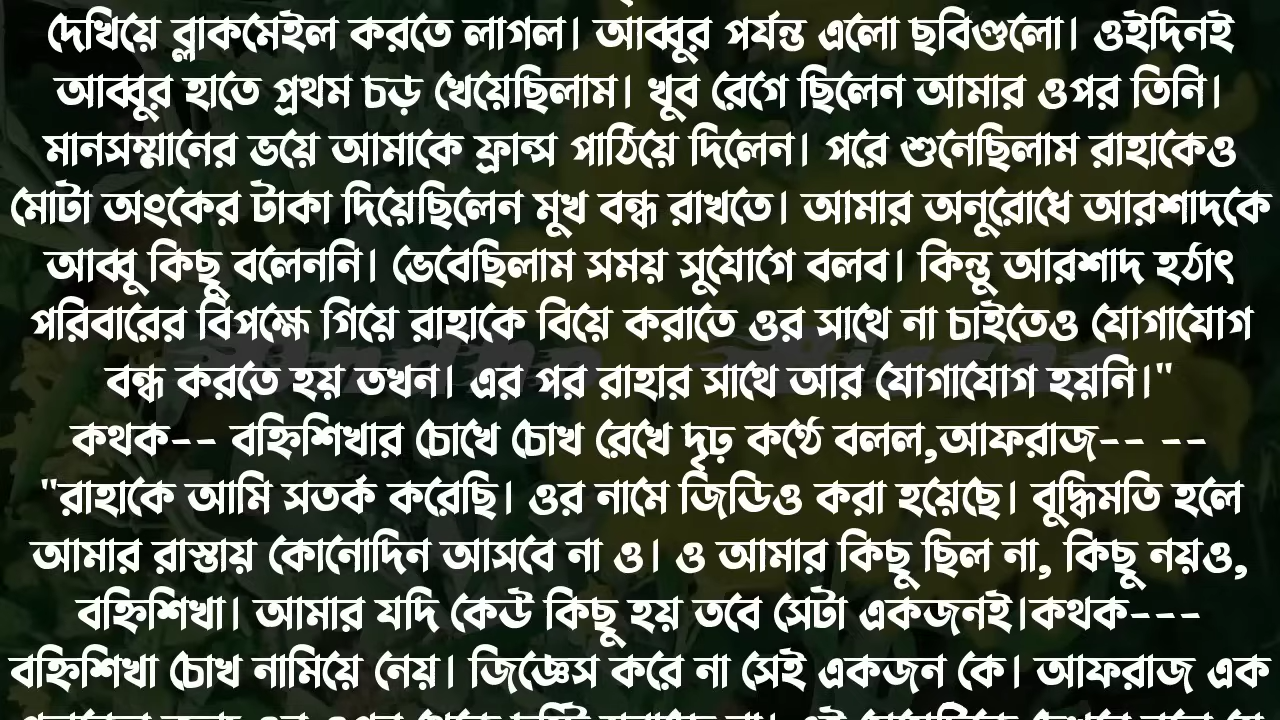 দেখিয়ে ব্লাকমেইল করতে লাগল। আব্বুর পর্যন্ত এলো ছবিগুলো। ওইদিনই
আব্বুর হাতে প্রথম চড় খেয়েছিলাম। খুব রেগে ছিলেন আমার ওপর তিনি।
মানসম্মানের ভয়ে আমাকে ফ্রান্স পাঠিয়ে দিলেন। পরে শুনেছিলাম রাহাকেও
মোটা অংকের টাকা দিয়েছিলেন মুখ বন্ধ রাখতে। আমার অনুরোধে আরশাদকে
আব্বু কিছু বলেননি। ভেবেছিলাম সময় সুযোগে বলব। কিন্তু আরশাদ হঠাৎ
পরিবারের বিপক্ষে গিয়ে রাহাকে বিয়ে করাতে ওর সাথে না চাইতেও যোগাযোগ
বন্ধ করতে হয় তখন। এর পর রাহার সাথে আর যোগাযোগ হয়নি।"
কথক-- বহ্নিশিখার চোখে চোখ রেখে দৃঢ় কণ্ঠে বলল,আফরাজ-- --
"রাহাকে আমি সতর্ক করেছি। ওর নামে জিডিও করা হয়েছে। বুদ্ধিমতি হলে
আমার রাস্তায় কোনোদিন আসবে না ও। ও আমার কিছু ছিল না, কিছু নয়ও,
বহ্নিশিখা। আমার যদি কেউ কিছু হয় তবে সেটা একজনই।কথক---
বহ্নিশিখা চোখ নামিয়ে নেয়। জিজ্ঞেস করে না সেই একজন কে। আফরাজ এক